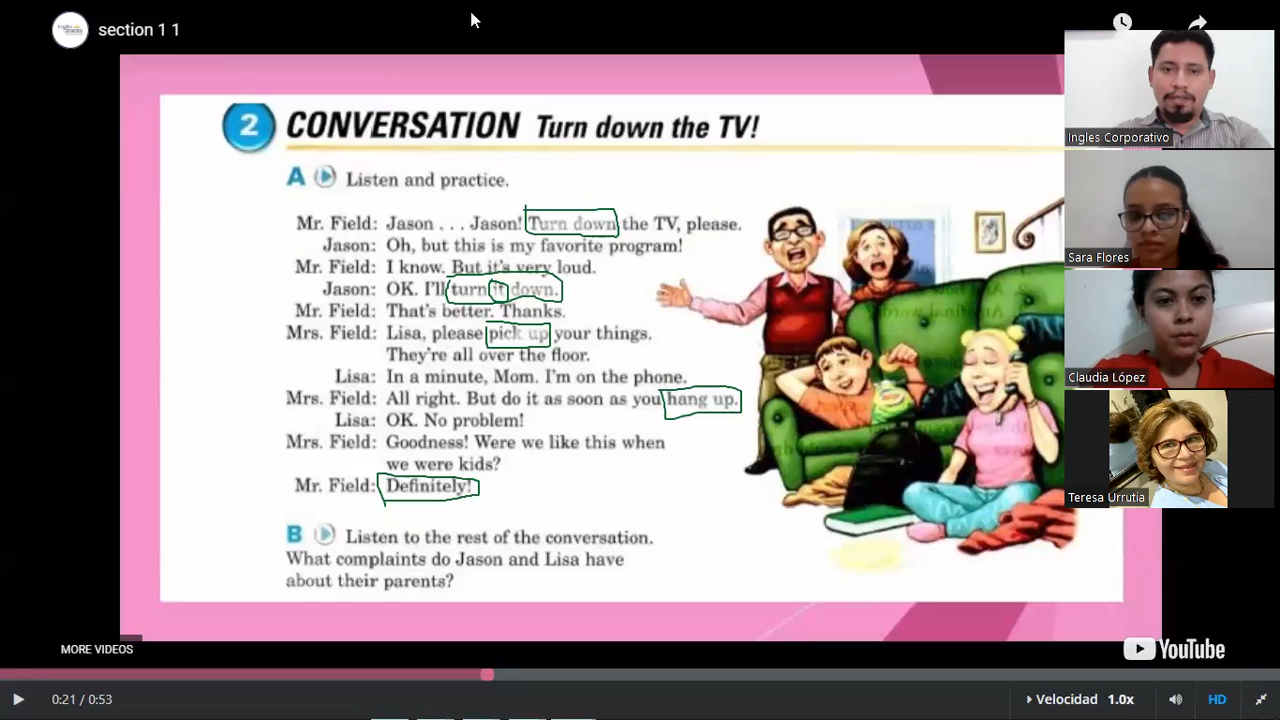 section 1 1
2 CONVERSATION Turn down the TV!
A Listen and practice.
Mr. Field: Jason . . . Jason! Turn down the TV, please.
Jason: Oh, but this is my favorite program!
Mr. Field: I know. But it's very loud.
Jason: OK. I'll turn it down.
Mr. Field: That's better. Thanks.
Mrs. Field: Lisa, please pick up your things.
They're all over the floor.
Lisa: In a minute, Mom. I'm on the phone.
Mrs. Field: All right. But do it as soon as you hang up.
Lisa: OK. No problem!
Mrs. Field: Goodness! Were we like this when
we were kids?
Mr. Field: Definitely!
B Listen to the rest of the conversation.
What complaints do Jason and Lisa have
about their parents?
Ingles Corporativo
Sara Flores
Claudia López
Teresa Urrutia
MORE VIDEOS
YouTube
0:21 / 0:53
Velocidad 1.0x
HD